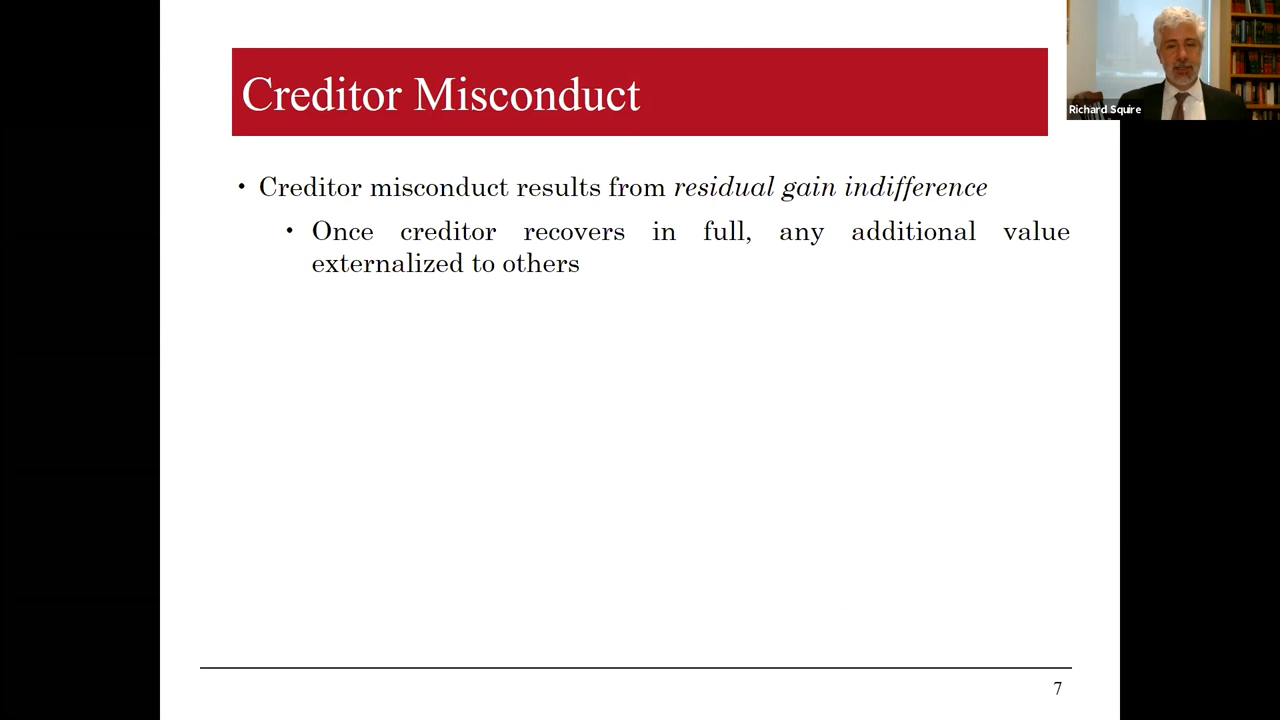 Creditor Misconduct
Richard Squire
• Creditor misconduct results from residual gain indifference
• Once creditor recovers in full, any additional value
externalized to others
7